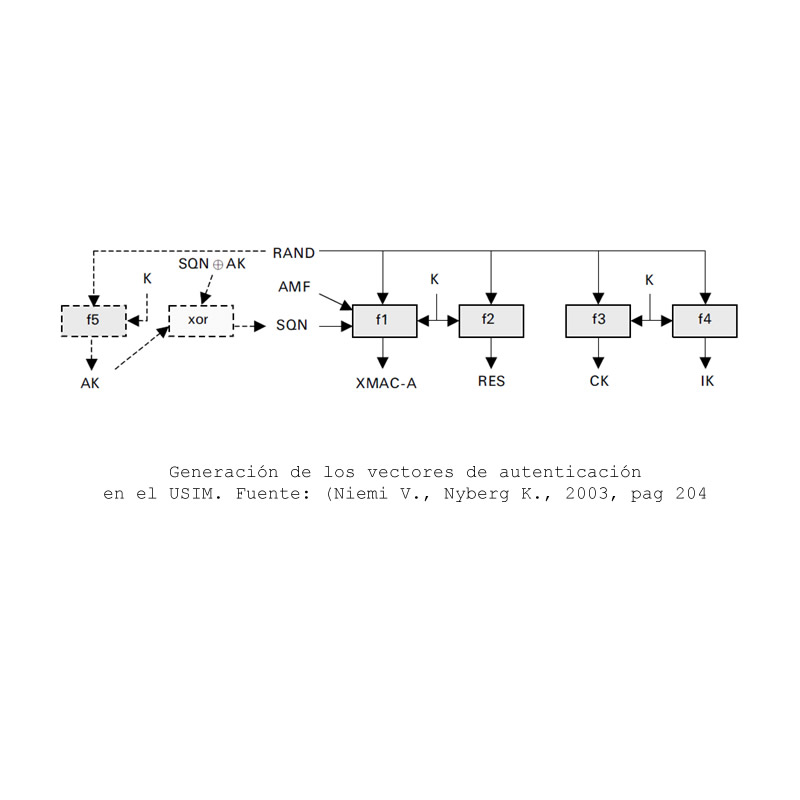 RAND
SQN ⊕ AK
K
AMF
K
K
f5
xor
SQN
f1
f2
f3
f4
AK
XMAC-A
RES
CK
IK
Generación de los vectores de autenticación
en el USIM. Fuente: (Niemi V., Nyberg K., 2003, pag 204